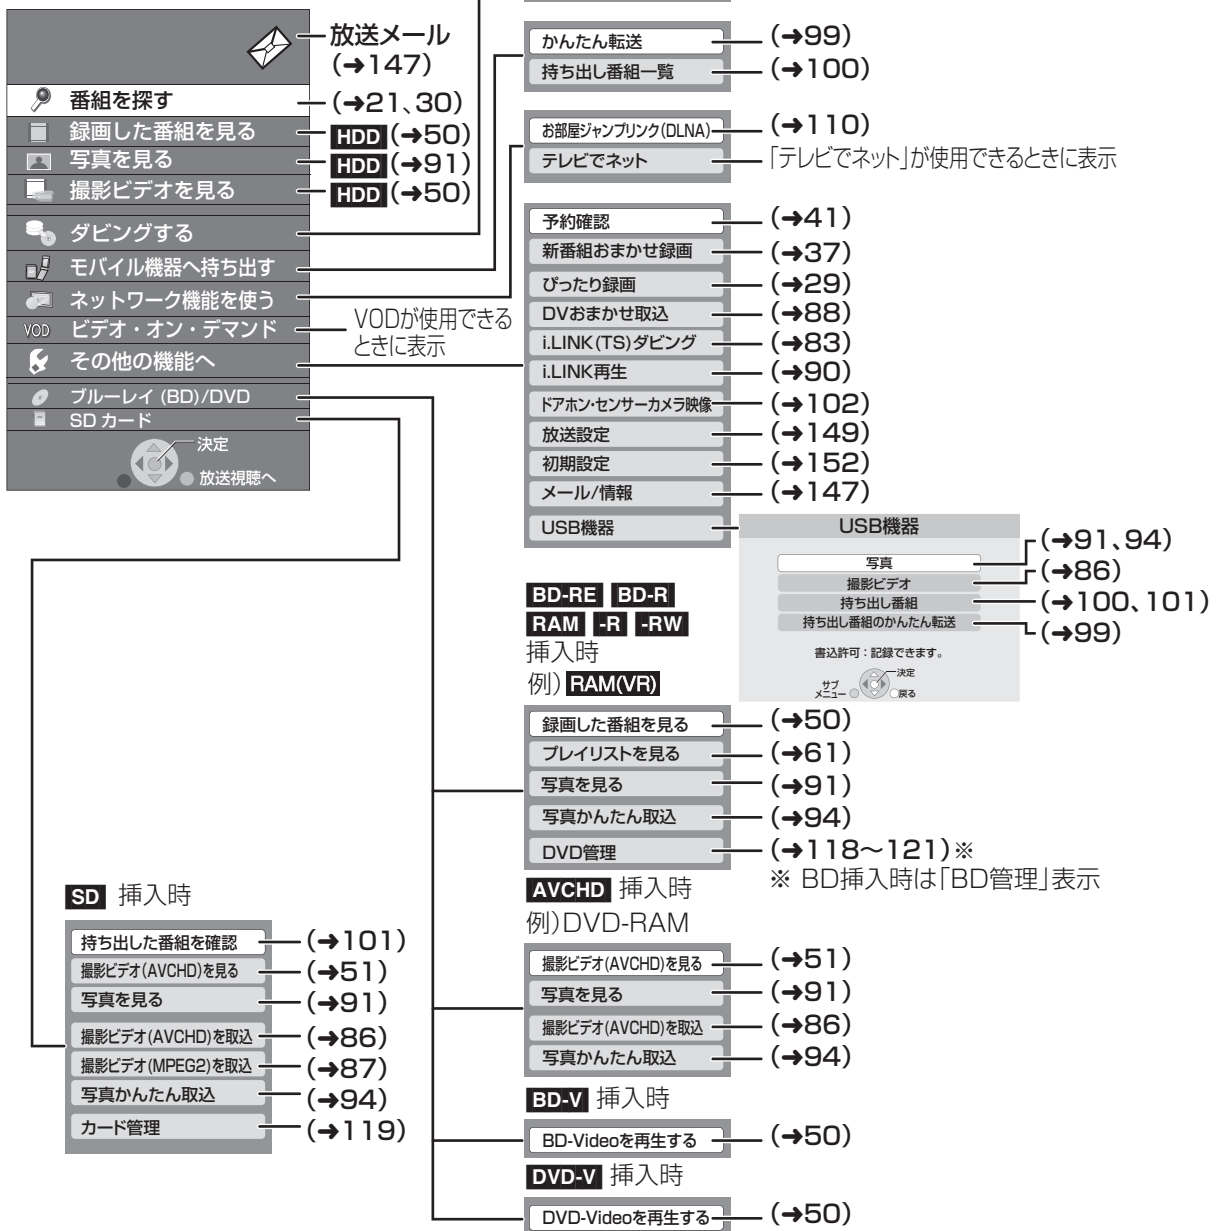 放送メール
(➜147)
番組を探す (➜21、30)
録画した番組を見る HDD (➜50)
写真を見る HDD (➜91)
撮影ビデオを見る HDD (➜50)
ダビングする
モバイル機器へ持ち出す
ネットワーク機能を使う
VOD ビデオ・オン・デマンド
VODが使用できる
ときに表示
その他の機能へ
ブルーレイ (BD)/DVD
SD カード
決定
放送視聴へ
かんたん転送 (➜99)
持ち出し番組一覧 (➜100)
お部屋ジャンプリンク(DLNA) (➜110)
テレビでネット 「テレビでネット」が使用できるときに表示
予約確認 (➜41)
新番組おまかせ録画 (➜37)
ぴったり録画 (➜29)
DVおまかせ取込 (➜88)
i.LINK(TS)ダビング (➜83)
i.LINK再生 (➜90)
ドアホン・センサーカメラ映像 (➜102)
放送設定 (➜149)
初期設定 (➜152)
メール/情報 (➜147)
USB機器
USB機器
写真 (➜91、94)
撮影ビデオ (➜86)
持ち出し番組 (➜100、101)
持ち出し番組のかんたん転送 (➜99)
書込許可：記録できます。
決定
サブ
メニュー 戻る
BD-RE BD-R
RAM -R -RW
挿入時
例) RAM(VR)
録画した番組を見る (➜50)
プレイリストを見る (➜61)
写真を見る (➜91)
写真かんたん取込 (➜94)
DVD管理 (➜118～121)※
※ BD挿入時は「BD管理」表示
AVCHD 挿入時
例)DVD-RAM
撮影ビデオ(AVCHD)を見る (➜51)
写真を見る (➜91)
撮影ビデオ(AVCHD)を取込 (➜86)
写真かんたん取込 (➜94)
BD-V 挿入時
BD-Videoを再生する (➜50)
DVD-V 挿入時
DVD-Videoを再生する (➜50)
SD 挿入時
持ち出した番組を確認 (➜101)
撮影ビデオ(AVCHD)を見る (➜51)
写真を見る (➜91)
撮影ビデオ(AVCHD)を取込 (➜86)
撮影ビデオ(MPEG2)を取込 (➜87)
写真かんたん取込 (➜94)
カード管理 (➜119)